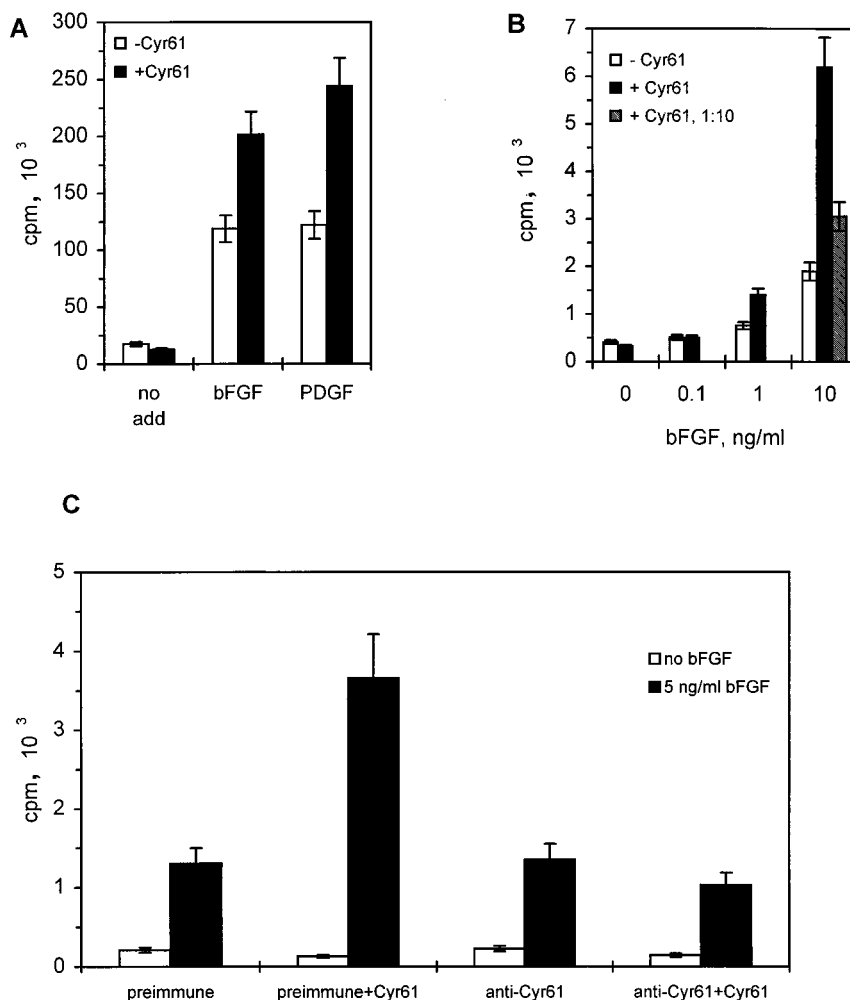 A
300
250
200
150
100
50
0
cpm, 10 3
-Cyr61
+Cyr61
no add
bFGF
PDGF
B
7
6
5
4
3
2
1
0
cpm, 10 3
- Cyr61
+ Cyr61
+ Cyr61, 1:10
0 0.1 1 10
bFGF, ng/ml
C
5
4
3
2
1
0
cpm, 10 3
no bFGF
5 ng/ml bFGF
preimmune preimmune+Cyr61 anti-Cyr61 anti-Cyr61+Cyr61